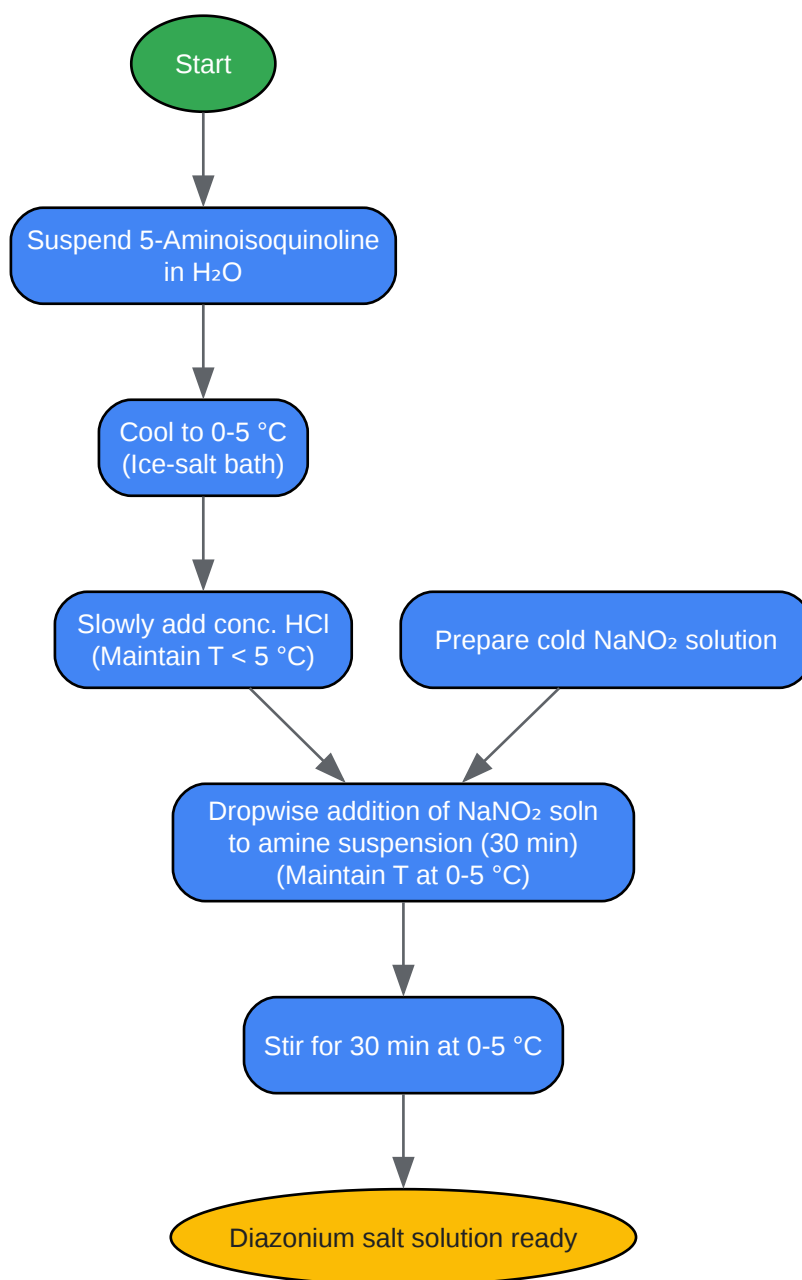 Start
Suspend 5-Aminoisoquinoline
in H₂O
Cool to 0-5 °C
(Ice-salt bath)
Slowly add conc. HCl
(Maintain T < 5 °C)
Prepare cold NaNO₂ solution
Dropwise addition of NaNO₂ soln
to amine suspension (30 min)
(Maintain T at 0-5 °C)
Stir for 30 min at 0-5 °C
Diazonium salt solution ready